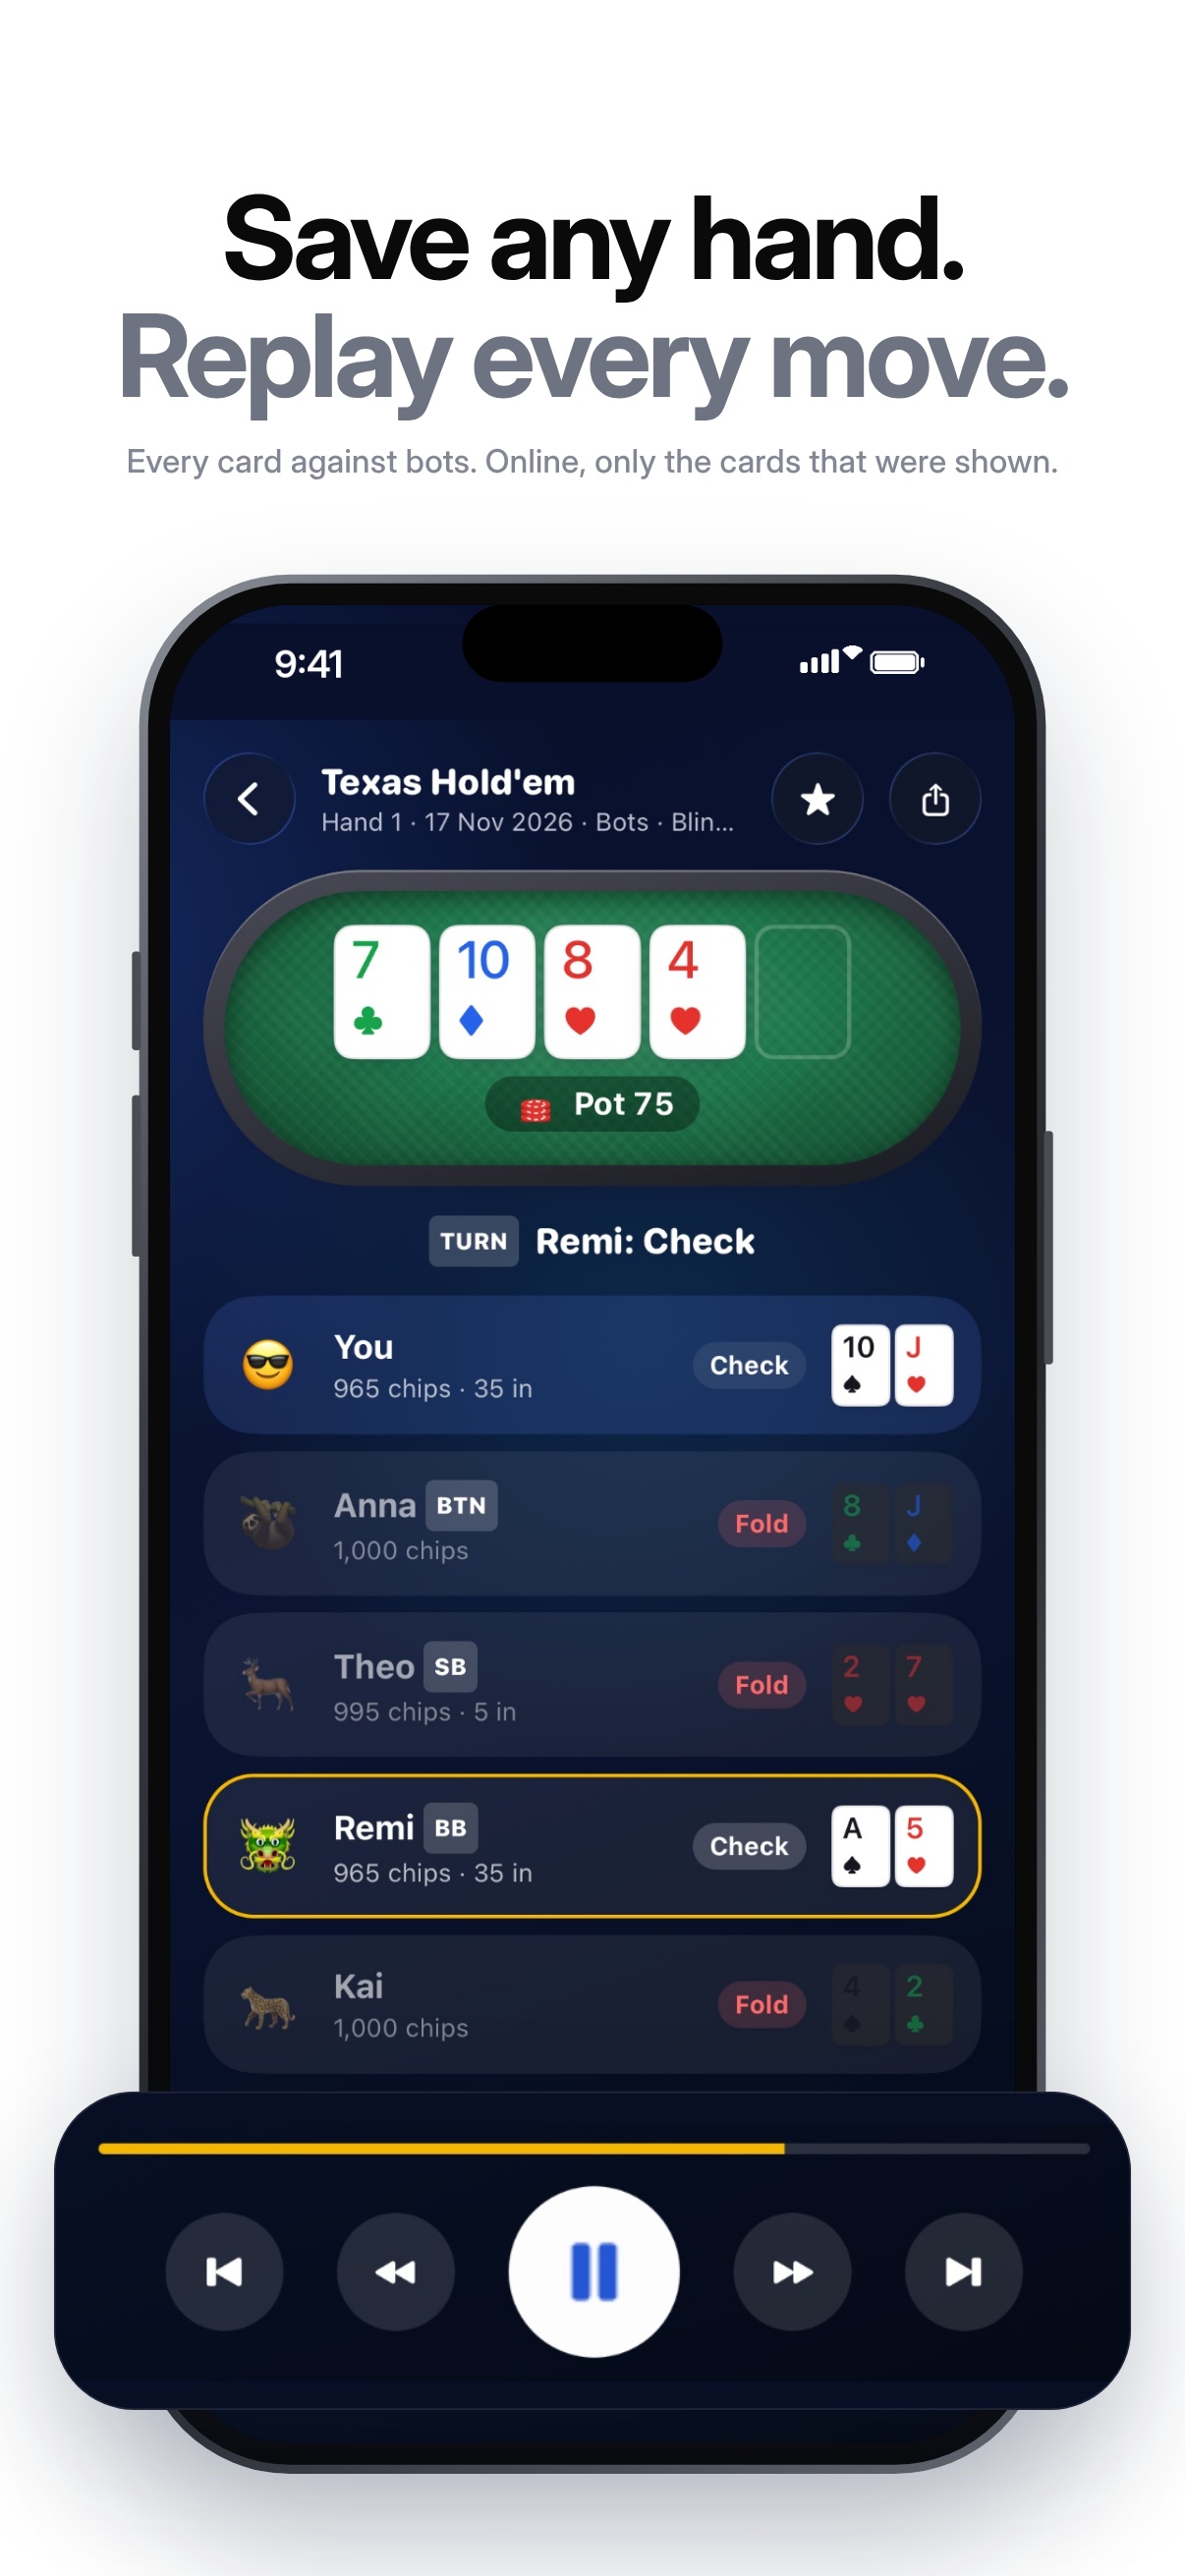 Save any hand.
Replay every move.
Every card against bots. Online, only the cards that were shown.
9:41
Texas Hold'em
Hand 1 · 17 Nov 2026 · Bots · Blin...
7 10 8 4
Pot 75
TURN Remi: Check
You
965 chips · 35 in
Check
10 J
Anna BTN
1,000 chips
Fold
8 J
Theo SB
995 chips · 5 in
Fold
2 7
Remi BB
965 chips · 35 in
Check
A 5
Kai
1,000 chips
Fold
4 2